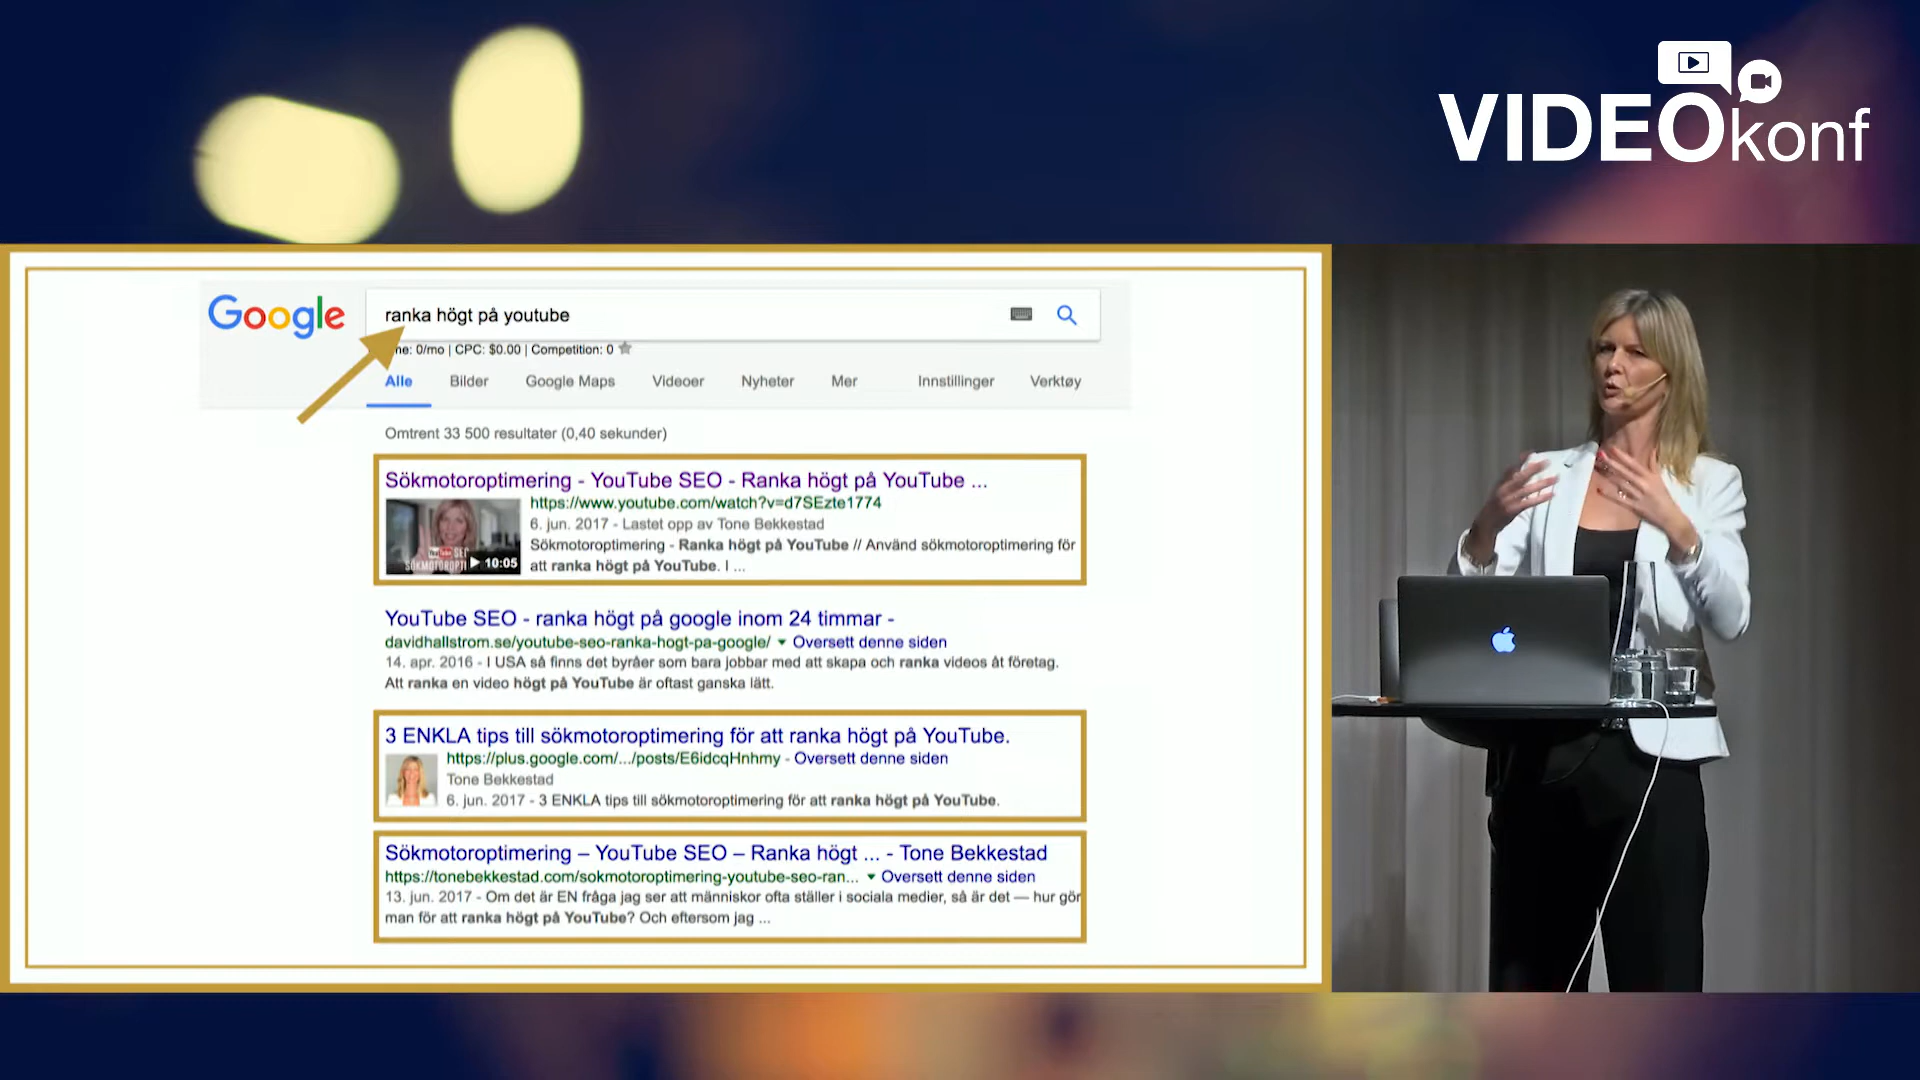 VIDEOkonf
Google
ranka högt på youtube
me: 0/mo | CPC: $0.00 | Competition: 0
Alle Bilder Google Maps Videoer Nyheter Mer Innstillinger Verktøy
Omtrent 33 500 resultater (0,40 sekunder)
Sökmotoroptimering - YouTube SEO - Ranka högt på YouTube ...
https://www.youtube.com/watch?v=d7SEzte1774
6. jun. 2017 - Lastet opp av Tone Bekkestad
Sökmotoroptimering - Ranka högt på YouTube // Använd sökmotoroptimering för
att ranka högt på YouTube. I ...
YouTube SEO
SÖKMOTOROPTI 10:05
YouTube SEO - ranka högt på google inom 24 timmar -
davidhallstrom.se/youtube-seo-ranka-hogt-pa-google/ Oversett denne siden
14. apr. 2016 - I USA så finns det byråer som bara jobbar med att skapa och ranka videos åt företag.
Att ranka en video högt på YouTube är oftast ganska lätt.
3 ENKLA tips till sökmotoroptimering för att ranka högt på YouTube.
https://plus.google.com/.../posts/E6idcqHnhmy - Oversett denne siden
Tone Bekkestad
6. jun. 2017 - 3 ENKLA tips till sökmotoroptimering för att ranka högt på YouTube.
Sökmotoroptimering – YouTube SEO – Ranka högt ... - Tone Bekkestad
https://tonebekkestad.com/sokmotoroptimering-youtube-seo-ran... Oversett denne siden
13. jun. 2017 - Om det är EN fråga jag ser att människor ofta ställer i sociala medier, så är det — hur gör
man för att ranka högt på YouTube? Och eftersom jag ...